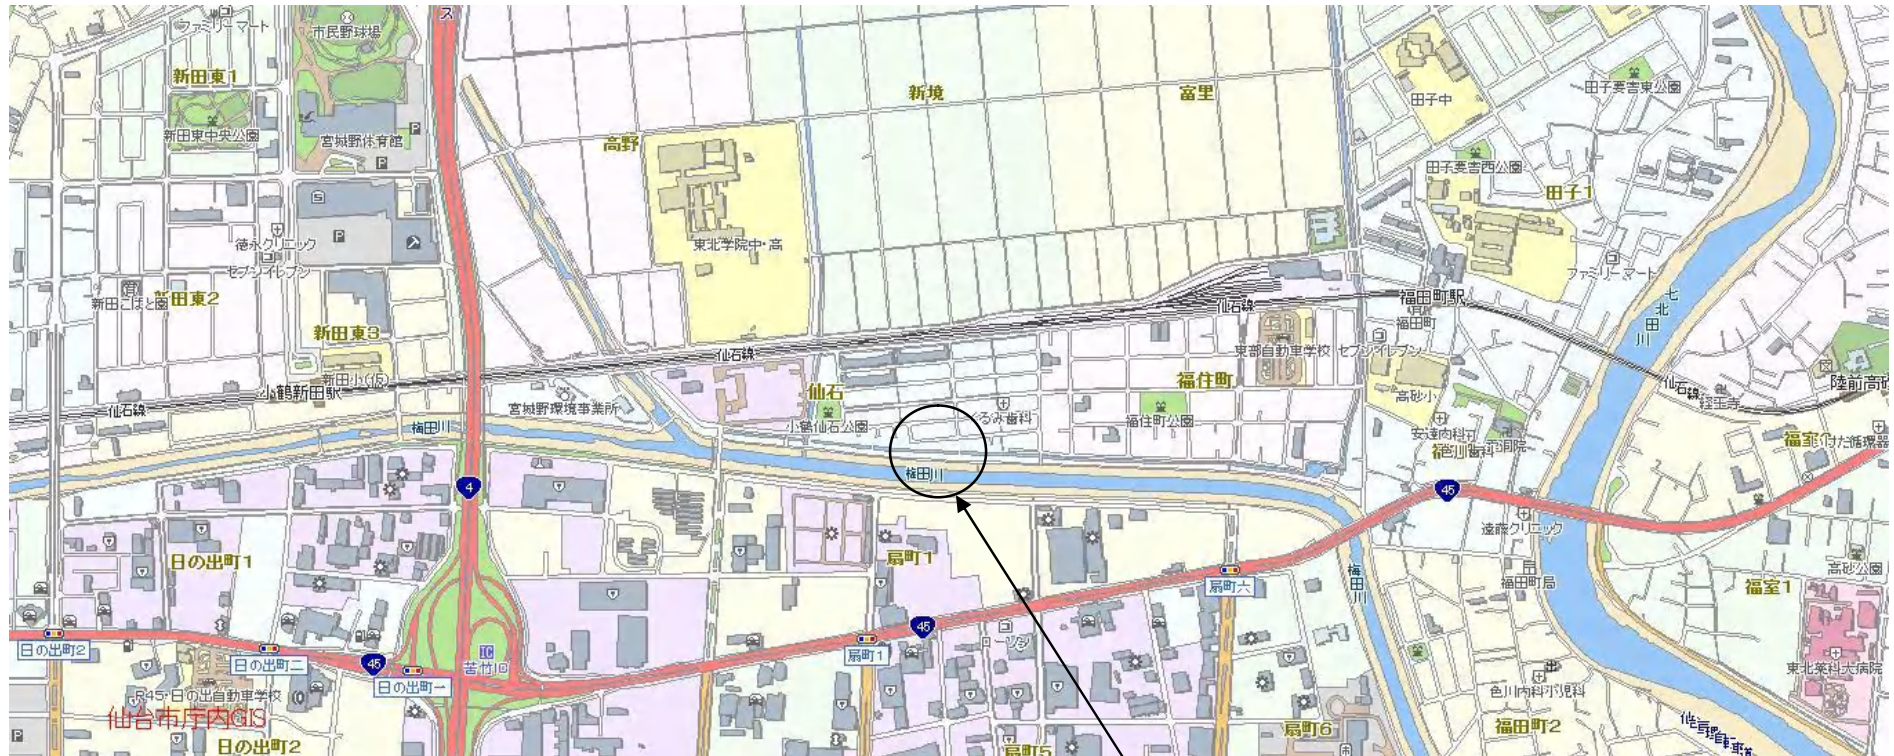 ス
ファミリーマート
市民野球場
新田東1
新田東中央公園
宮城野体育館
P
P
高野
新境
富里
田子中
田子要害東公園
田子要害西公園
田子1
徳永クリニック
セブンイレブン
P
東北学院中・高
ファミリーマート
新田こばと園
新田東2
新田東3
新田小(仮)
小鶴新田駅
仙石線
仙石線
仙石線
福田町駅
福田町
七北田川
東部自動車学校
セブンイレブン
仙石線
宮城野環境事業所
仙石
小鶴仙石公園
くるみ歯科
福住町
福住町公園
高砂小
安達内科
梅田川
梅田川
4
45
遠藤クリニック
日の出町1
扇町1
扇町六
梅田川
福田町局
高砂公園
福室1
日の出町2
日の出町二
45
日の出町一
IC
苦竹IC
扇町1
45
ローソン
東北薬科大病院
R45・日の出自動車学校
仙台市庁内GIS
P
日の出町2
扇町5
扇町6
色川内科小児科
福田町2